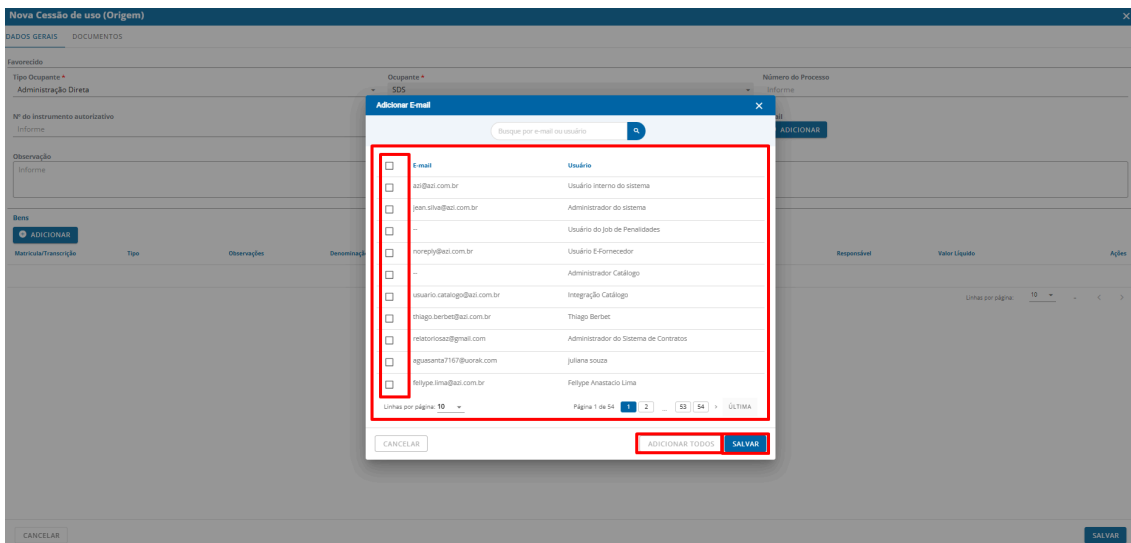 Nova Cessão de uso (Origem)
DADOS GERAIS DOCUMENTOS
Favorecido
Tipo Ocupante * Ocupante * Número do Processo
Administração Direta SDS Informe
Nº do instrumento autorizativo
Informe
ADICIONAR
Observação
Informe
Adicionar E-mail
Busque por e-mail ou usuário
E-mail Usuário
azi@azi.com.br Usuário interno do sistema
jean.silva@azi.com.br Administrador do sistema
-- Usuário do Job de Penalidades
noreply@azi.com.br Usuário E-Fornecedor
-- Administrador Catálogo
usuario.catalogo@azi.com.br Integração Catálogo
thiago.berbet@azi.com.br Thiago Berbet
relatoriosaz@gmail.com Administrador do Sistema de Contratos
aguasanta7167@uorak.com juliana souza
fellype.lima@azi.com.br Fellype Anastacio Lima
Linhas por página: 10 Página 1 de 54 1 2 ... 53 54 > ÚLTIMA
CANCELAR ADICIONAR TODOS SALVAR
Bens
ADICIONAR
Matrícula/Transcrição Tipo Observações Denominaçã Responsável Valor Líquido Ações
Linhas por página: 10
CANCELAR SALVAR